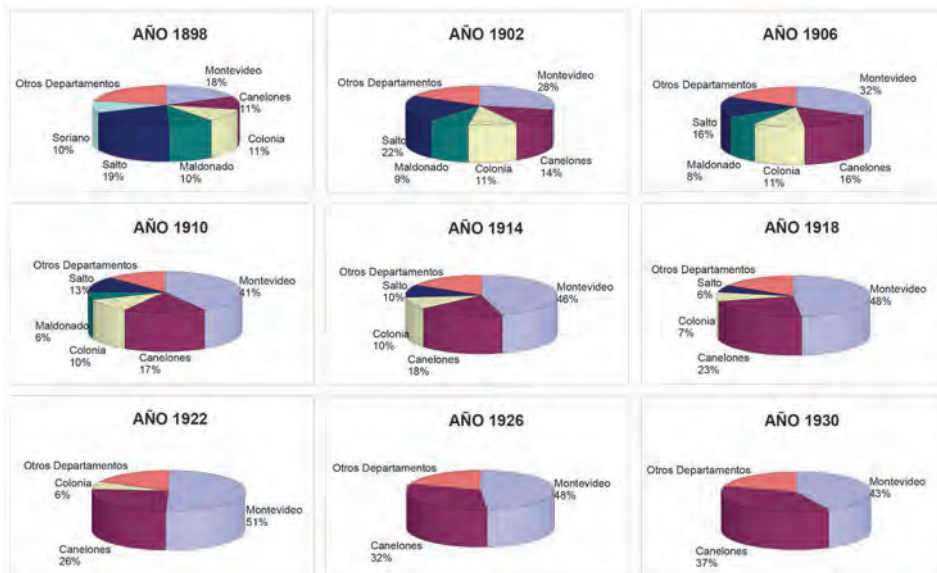 AÑO 1898
Otros Departamentos
Montevideo
18%
Canelones
11%
Colonia
11%
Maldonado
10%
Salto
19%
Soriano
10%
AÑO 1902
Otros Departamentos
Montevideo
28%
Canelones
14%
Colonia
11%
Maldonado
9%
Salto
22%
AÑO 1906
Otros Departamentos
Montevideo
32%
Canelones
16%
Colonia
11%
Maldonado
8%
Salto
16%
AÑO 1910
Otros Departamentos
Montevideo
41%
Canelones
17%
Colonia
10%
Maldonado
6%
Salto
13%
AÑO 1914
Otros Departamentos
Montevideo
46%
Canelones
18%
Colonia
10%
Salto
10%
AÑO 1918
Otros Departamentos
Montevideo
48%
Canelones
23%
Colonia
7%
Salto
6%
AÑO 1922
Otros Departamentos
Montevideo
51%
Canelones
26%
Colonia
6%
AÑO 1926
Otros Departamentos
Montevideo
48%
Canelones
32%
AÑO 1930
Otros Departamentos
Montevideo
43%
Canelones
37%